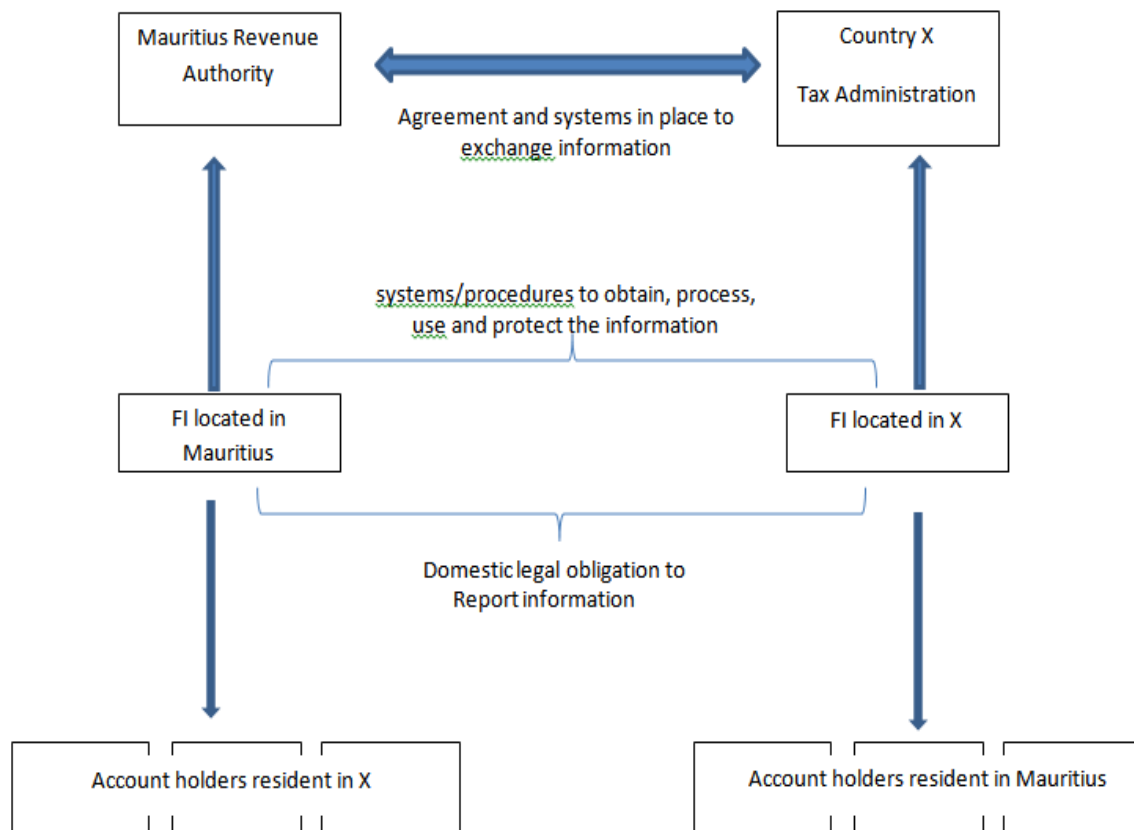 Mauritius Revenue
Authority
Country X
Tax Administration
Agreement and systems in place to
exchange information
systems/procedures to obtain, process,
use and protect the information
FI located in
Mauritius
FI located in X
Domestic legal obligation to
Report information
Account holders resident in X
Account holders resident in Mauritius